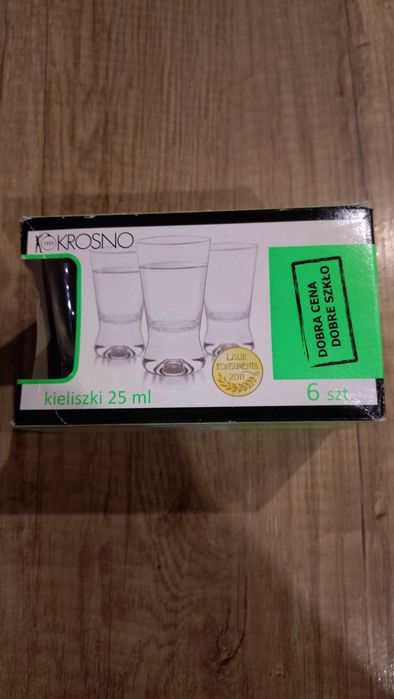 KROSNO
DOBRA CENA
DOBRE SZKŁO
LAUR
KONSUMENTA
2011
kieliszki 25 ml
6 szt.